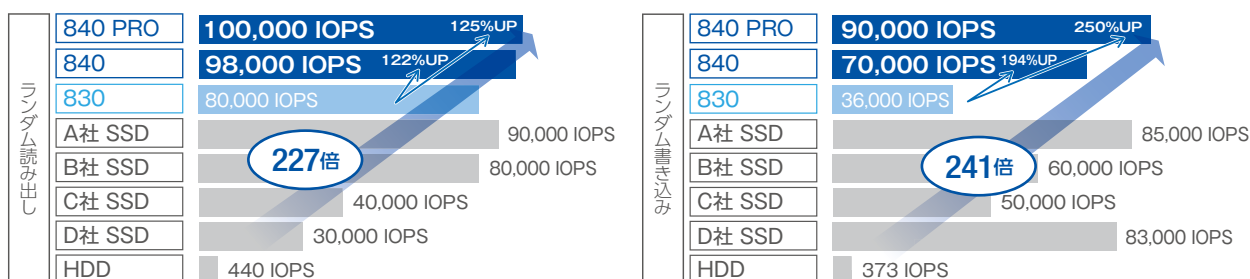 ランダム読み出し
840 PRO 100,000 IOPS 125%UP
840 98,000 IOPS 122%UP
830 80,000 IOPS
A社 SSD 90,000 IOPS
B社 SSD 80,000 IOPS
C社 SSD 40,000 IOPS
D社 SSD 30,000 IOPS
HDD 440 IOPS
227倍
ランダム書き込み
840 PRO 90,000 IOPS 250%UP
840 70,000 IOPS 194%UP
830 36,000 IOPS
A社 SSD 85,000 IOPS
B社 SSD 60,000 IOPS
C社 SSD 50,000 IOPS
D社 SSD 83,000 IOPS
HDD 373 IOPS
241倍